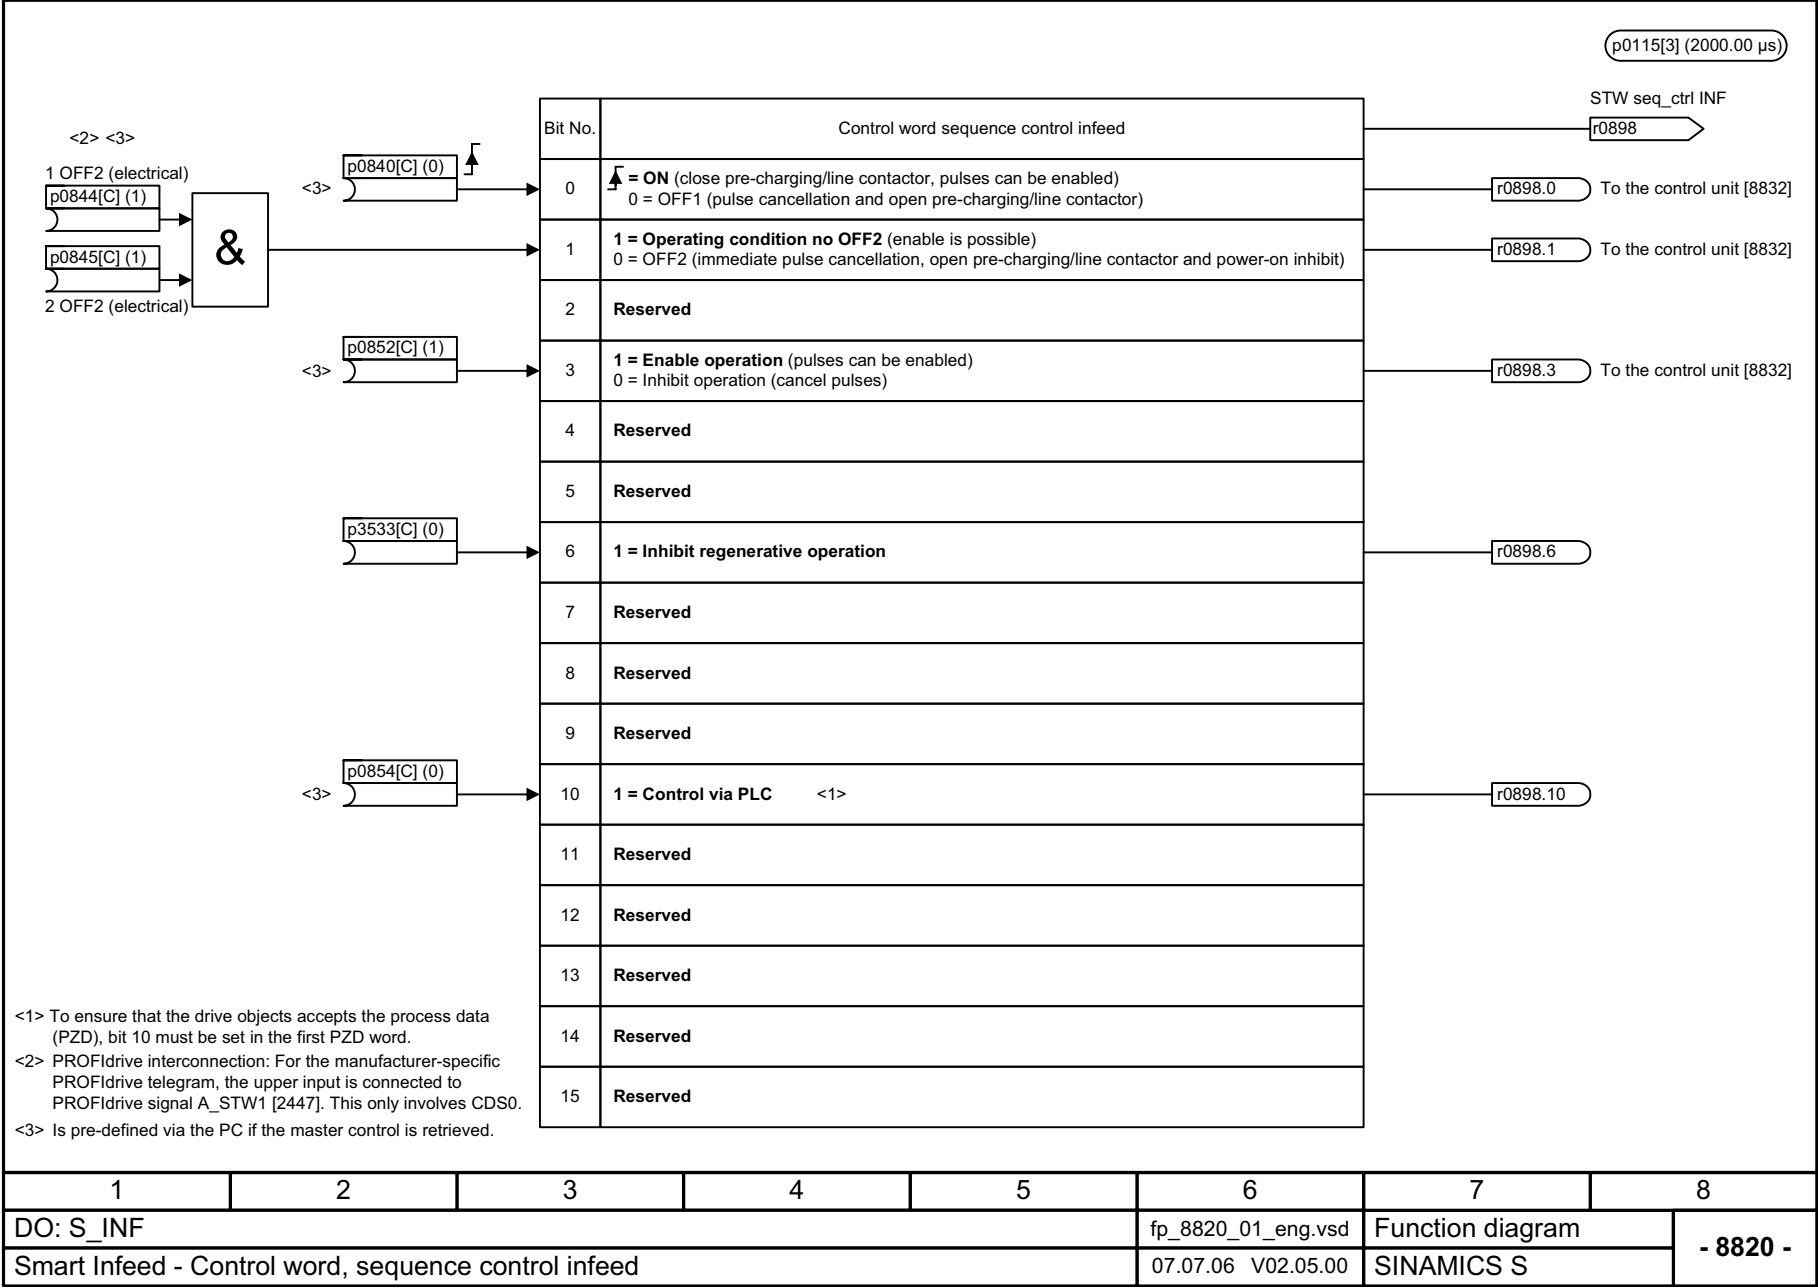 p0115[3] (2000.00 µs)
STW seq_ctrl INF
Bit No.
Control word sequence control infeed
r0898
<2> <3>
1 OFF2 (electrical)
p0844[C] (1)
&
p0845[C] (1)
2 OFF2 (electrical)
<3>
p0840[C] (0)
0
= ON (close pre-charging/line contactor, pulses can be enabled)
0 = OFF1 (pulse cancellation and open pre-charging/line contactor)
r0898.0
To the control unit [8832]
1
1 = Operating condition no OFF2 (enable is possible)
0 = OFF2 (immediate pulse cancellation, open pre-charging/line contactor and power-on inhibit)
r0898.1
To the control unit [8832]
2
Reserved
<3>
p0852[C] (1)
3
1 = Enable operation (pulses can be enabled)
0 = Inhibit operation (cancel pulses)
r0898.3
To the control unit [8832]
4
Reserved
5
Reserved
p3533[C] (0)
6
1 = Inhibit regenerative operation
r0898.6
7
Reserved
8
Reserved
9
Reserved
<3>
p0854[C] (0)
10
1 = Control via PLC <1>
r0898.10
11
Reserved
12
Reserved
13
Reserved
14
Reserved
15
Reserved
<1> To ensure that the drive objects accepts the process data
(PZD), bit 10 must be set in the first PZD word.
<2> PROFIdrive interconnection: For the manufacturer-specific
PROFIdrive telegram, the upper input is connected to
PROFIdrive signal A_STW1 [2447]. This only involves CDS0.
<3> Is pre-defined via the PC if the master control is retrieved.
1 2 3 4 5 6 7 8
DO: S_INF
fp_8820_01_eng.vsd
Function diagram
- 8820 -
Smart Infeed - Control word, sequence control infeed
07.07.06 V02.05.00
SINAMICS S